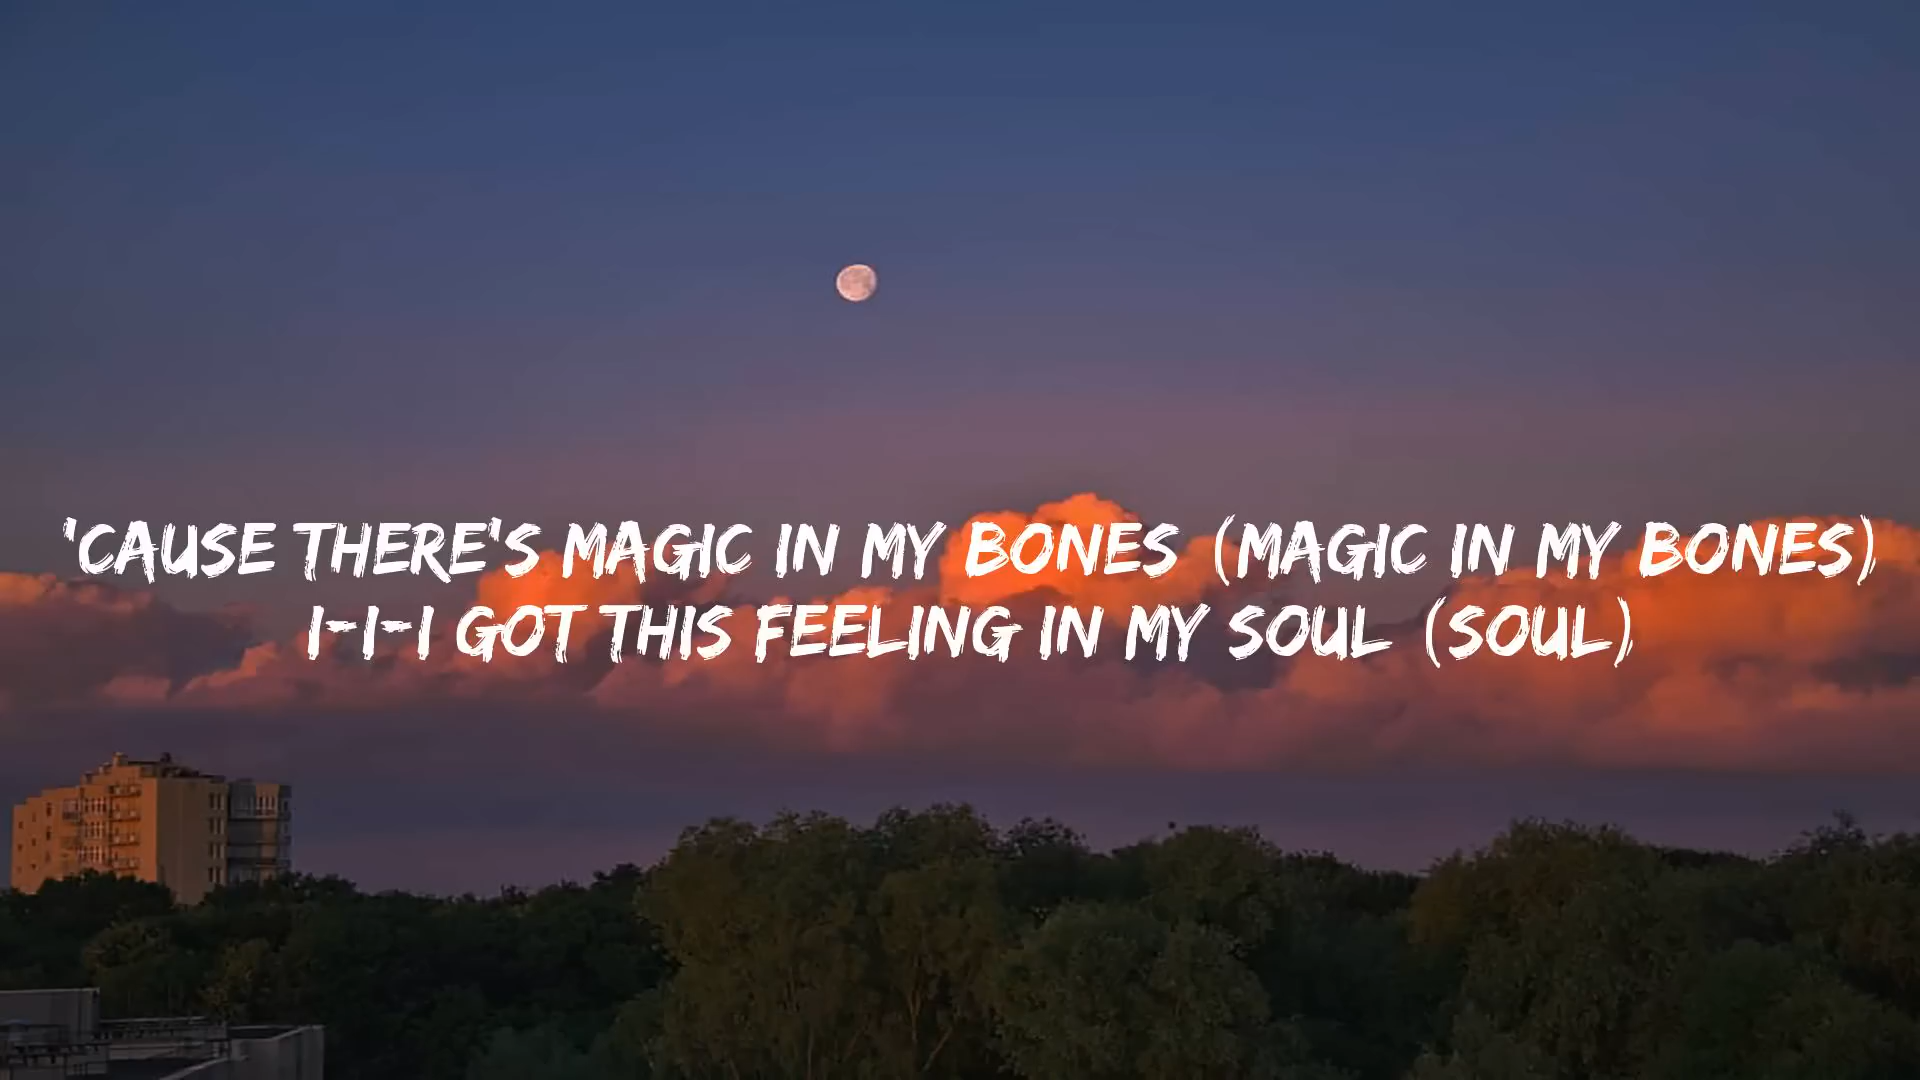 'CAUSE THERE'S MAGIC IN MY BONES (MAGIC IN MY BONES)
I-I-I GOT THIS FEELING IN MY SOUL (SOUL)